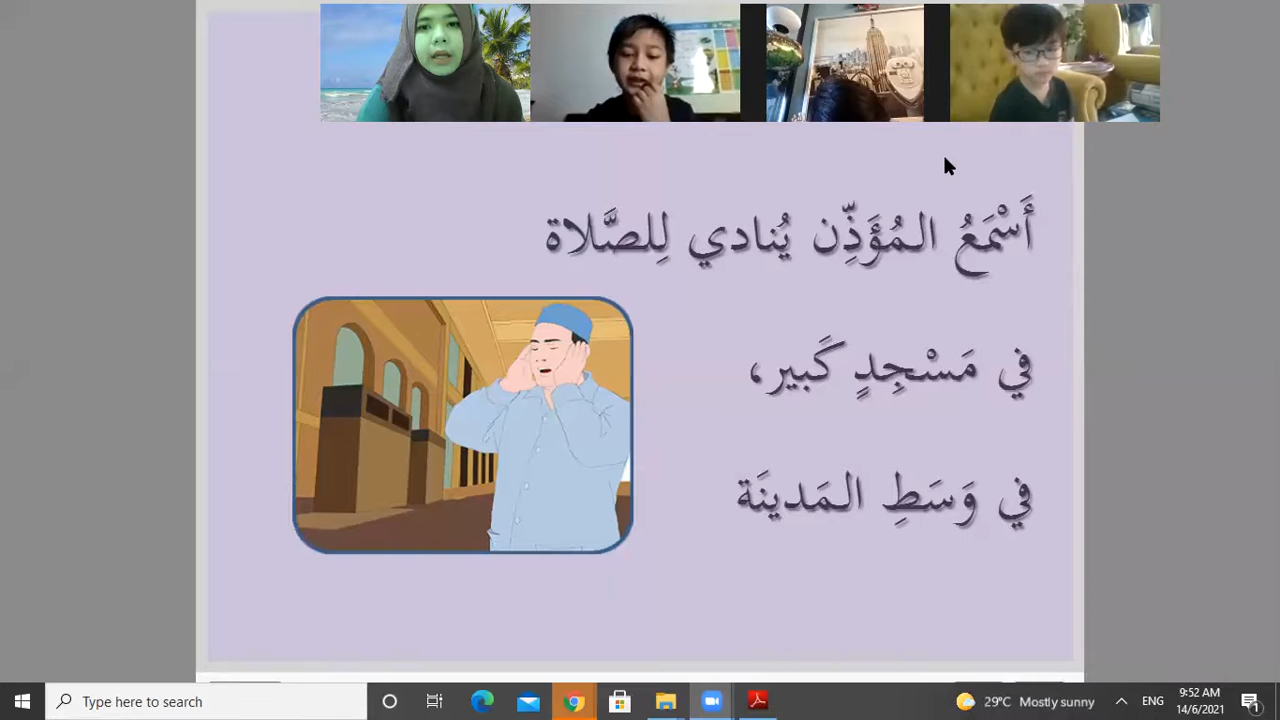 أَسْمَعُ المُؤَذِّن يُنادي لِلصَّلاة
في مَسْجِدٍ كَبير،
في وَسَطِ المَدينَة
Type here to search
29°C Mostly sunny
ENG
9:52 AM
14/6/2021
1